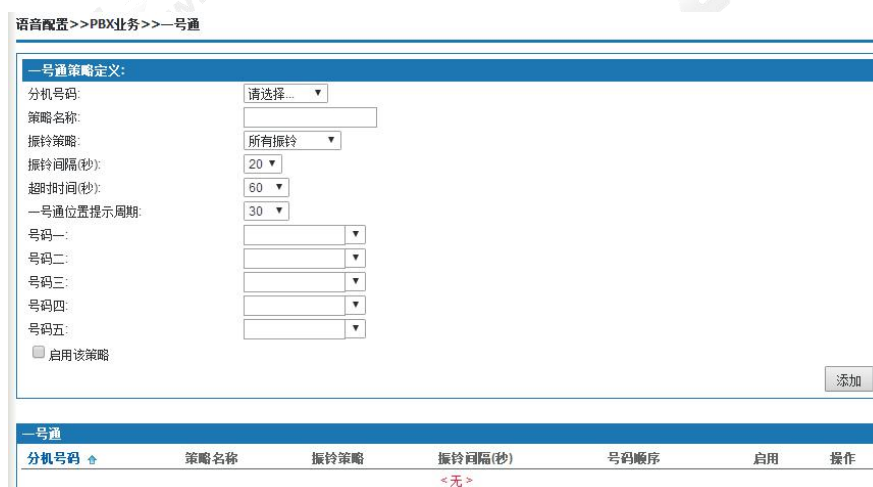 语音配置>>PBX业务>>一号通
一号通策略定义:
分机号码: 请选择...
策略名称:
振铃策略: 所有振铃
振铃间隔(秒): 20
超时时间(秒): 60
一号通位置提示周期: 30
号码一:
号码二:
号码三:
号码四:
号码五:
启用该策略
添加
一号通
分机号码 策略名称 振铃策略 振铃间隔(秒) 号码顺序 启用 操作
<无>